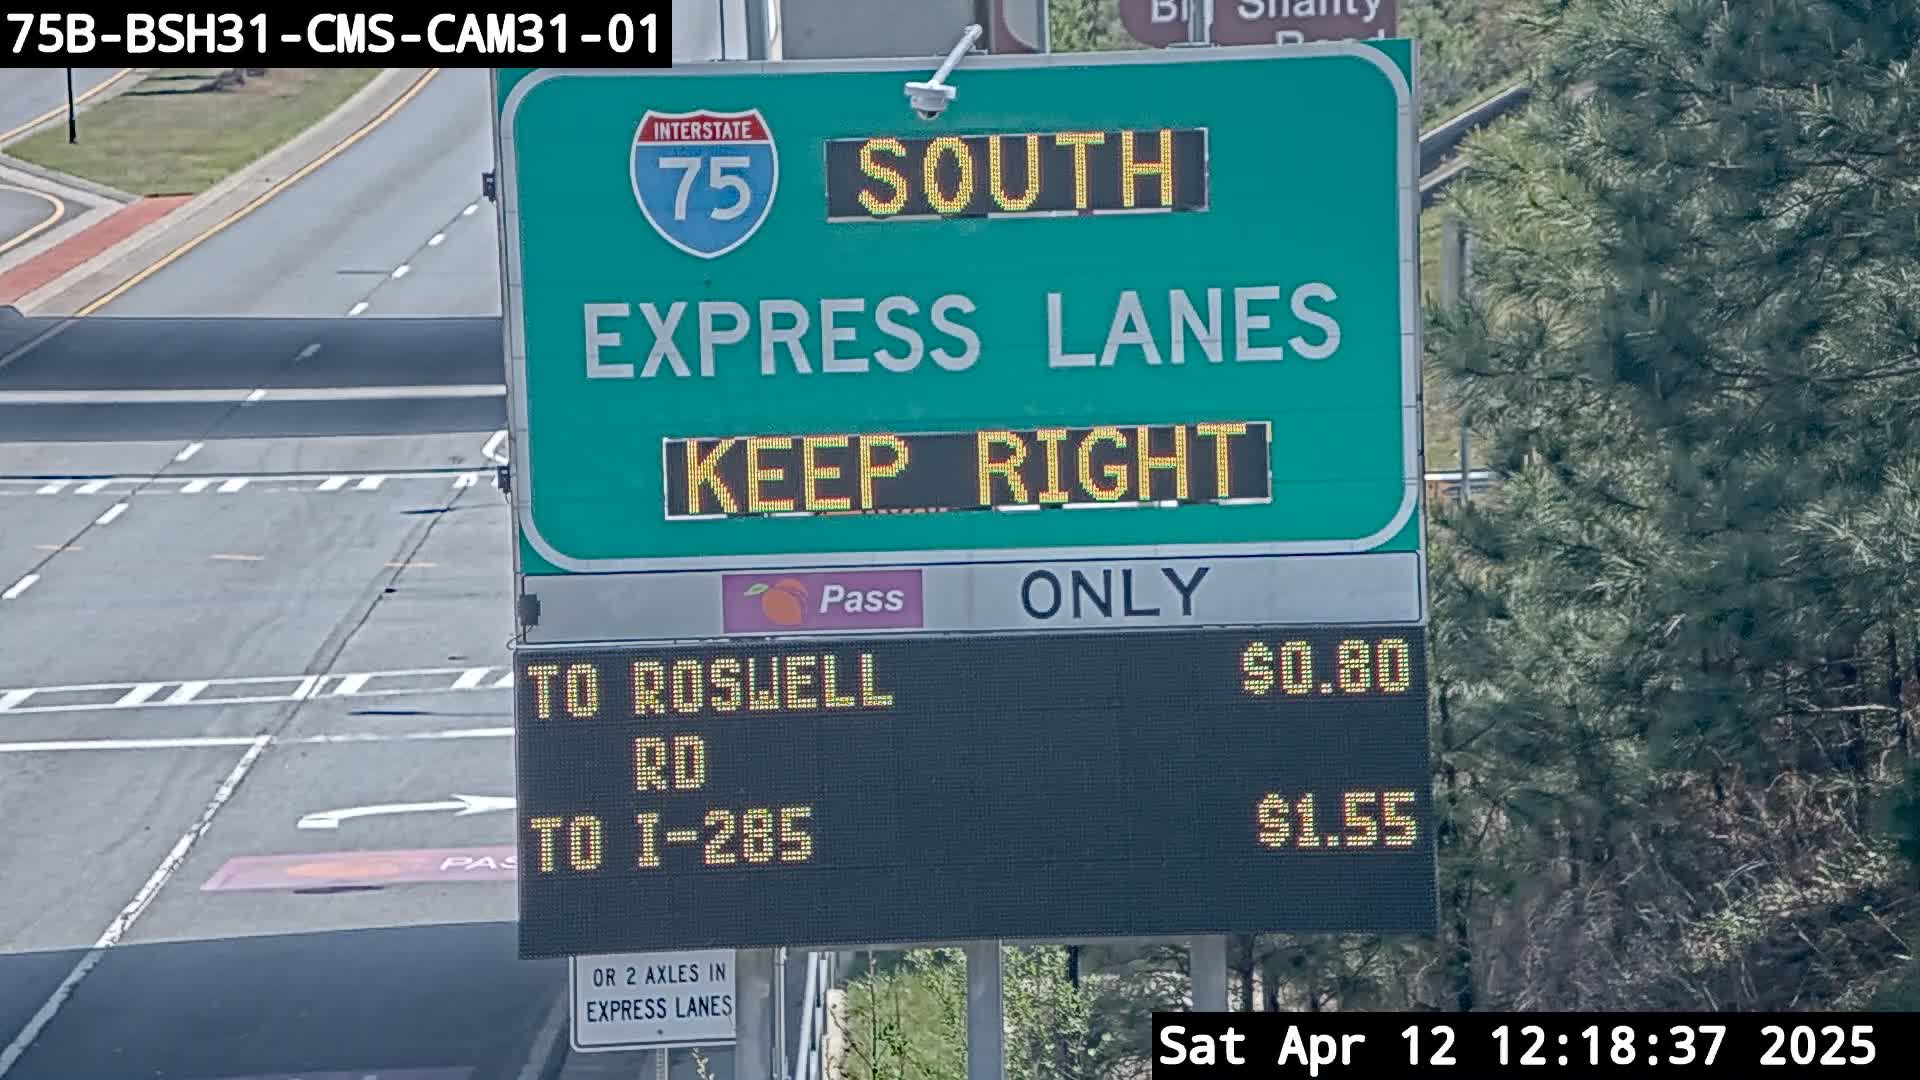 75B-BSH31-CMS-CAM31-01
Shanty
INTERSTATE
75
SOUTH
EXPRESS LANES
KEEP RIGHT
Pass ONLY
TO ROSWELL $0.80
RD
TO I-285 $1.55
OR 2 AXLES IN
EXPRESS LANES
Sat Apr 12 12:18:37 2025